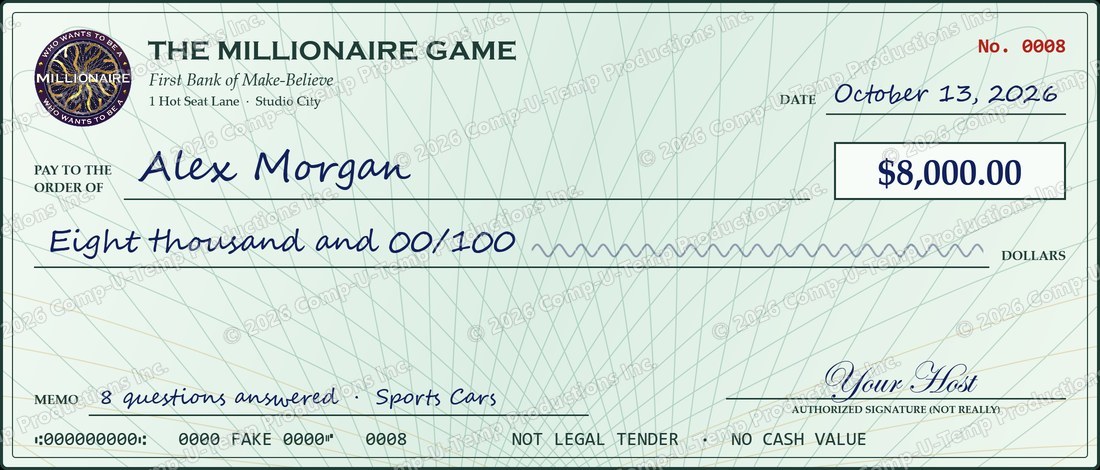 WHO WANTS TO BE A
MILLIONAIRE
WHO WANTS TO BE A
THE MILLIONAIRE GAME
First Bank of Make-Believe
1 Hot Seat Lane · Studio City
No. 0008
DATE October 13, 2026
PAY TO THE
ORDER OF Alex Morgan
$8,000.00
Eight thousand and 00/100 DOLLARS
MEMO 8 questions answered · Sports Cars
Your Host
AUTHORIZED SIGNATURE (NOT REALLY)
⑆000000000⑆ 0000 FAKE 0000⑈ 0008 NOT LEGAL TENDER · NO CASH VALUE
© 2026 Comp-U-Temp Productions Inc.